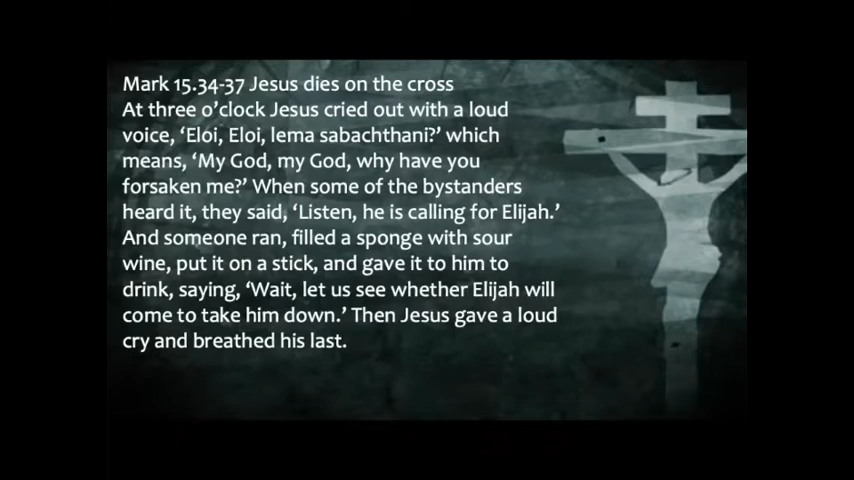 Mark 15.34-37 Jesus dies on the cross
At three o’clock Jesus cried out with a loud
voice, ‘Eloi, Eloi, lema sabachthani?’ which
means, ‘My God, my God, why have you
forsaken me?’ When some of the bystanders
heard it, they said, ‘Listen, he is calling for Elijah.’
And someone ran, filled a sponge with sour
wine, put it on a stick, and gave it to him to
drink, saying, ‘Wait, let us see whether Elijah will
come to take him down.’ Then Jesus gave a loud
cry and breathed his last.